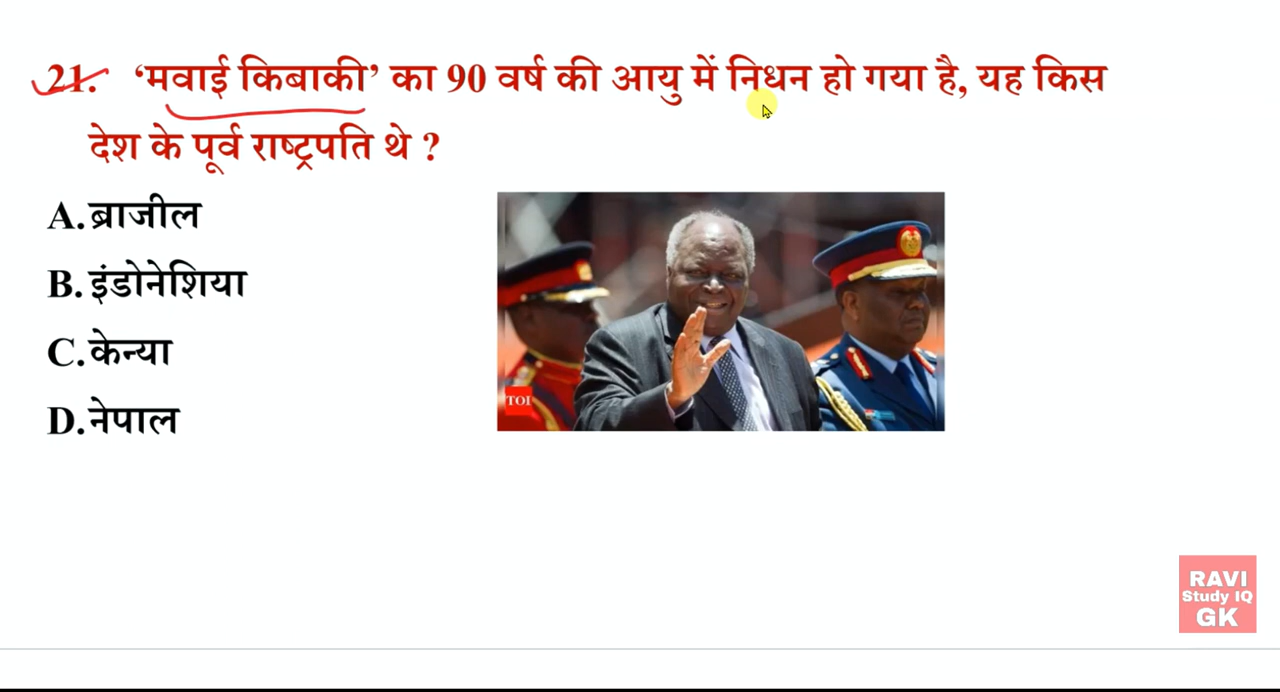 21. ‘मवाई किबाकी’ का 90 वर्ष की आयु में निधन हो गया है, यह किस
देश के पूर्व राष्ट्रपति थे ?
A. ब्राजील
B. इंडोनेशिया
C. केन्या
D. नेपाल
TOI
RAVI
Study IQ
GK